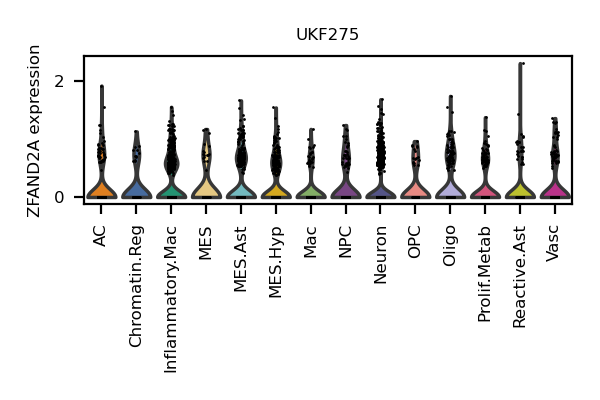 UKF275
ZFAND2A expression
2
0
AC
Chromatin.Reg
Inflammatory.Mac
MES
MES.Ast
MES.Hyp
Mac
NPC
Neuron
OPC
Oligo
Prolif.Metab
Reactive.Ast
Vasc